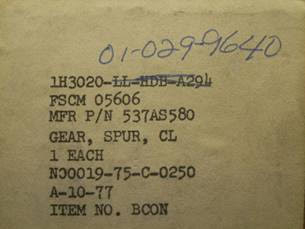 01-029-9640
1H3020-LL-HDB-A294
FSCM 05606
MFR P/N 537AS580
GEAR, SPUR, CL
1 EACH
N00019-75-C-0250
A-10-77
ITEM NO. BCON